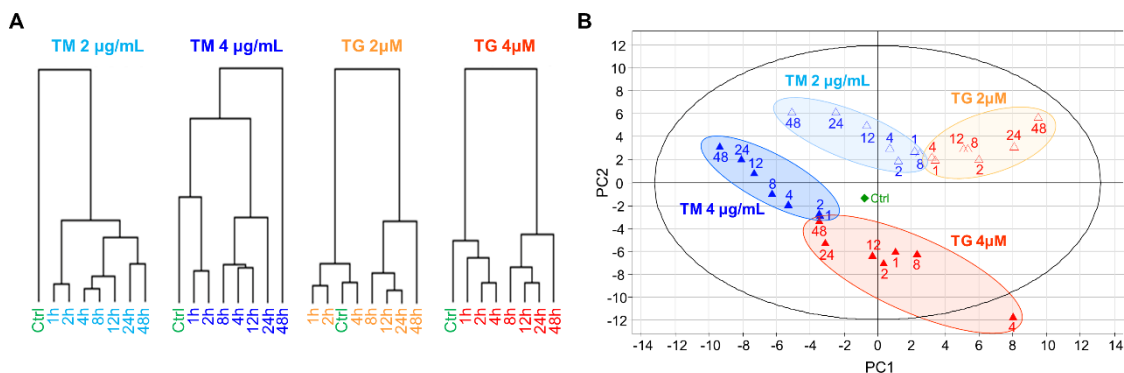 A
TM 2 µg/mL
TM 4 µg/mL
TG 2µM
TG 4µM
Ctrl 1h 2h 4h 8h 12h 24h 48h
Ctrl 1h 2h 8h 4h 12h 24h 48h
1h 2h Ctrl 4h 8h 12h 24h 48h
Ctrl 1h 2h 4h 8h 12h 24h 48h
B
12
10
8
6
4
2
0
-2
-4
-6
-8
-10
-12
PC2
-14 -12 -10 -8 -6 -4 -2 0 2 4 6 8 10 12 14
PC1
TM 2 µg/mL
48 24 12 4 2 1 8
TG 2µM
4 1 12 8 2 24 48
TM 4 µg/mL
48 24 12 8 4 2 1
Ctrl
TG 4µM
48 24 12 2 1 8 4